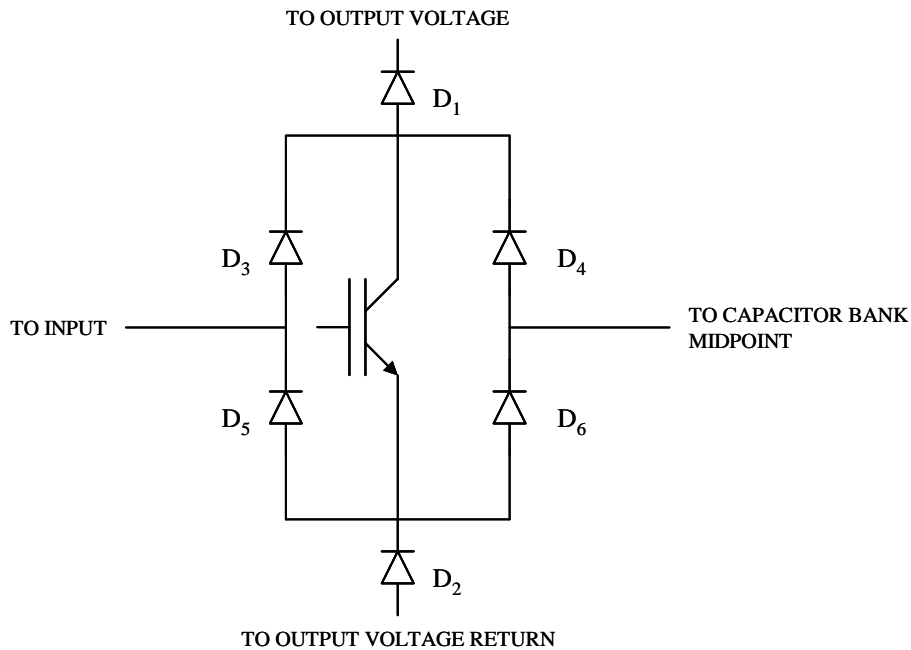 TO OUTPUT VOLTAGE
D1
D3
D4
TO INPUT
TO CAPACITOR BANK
MIDPOINT
D5
D6
D2
TO OUTPUT VOLTAGE RETURN